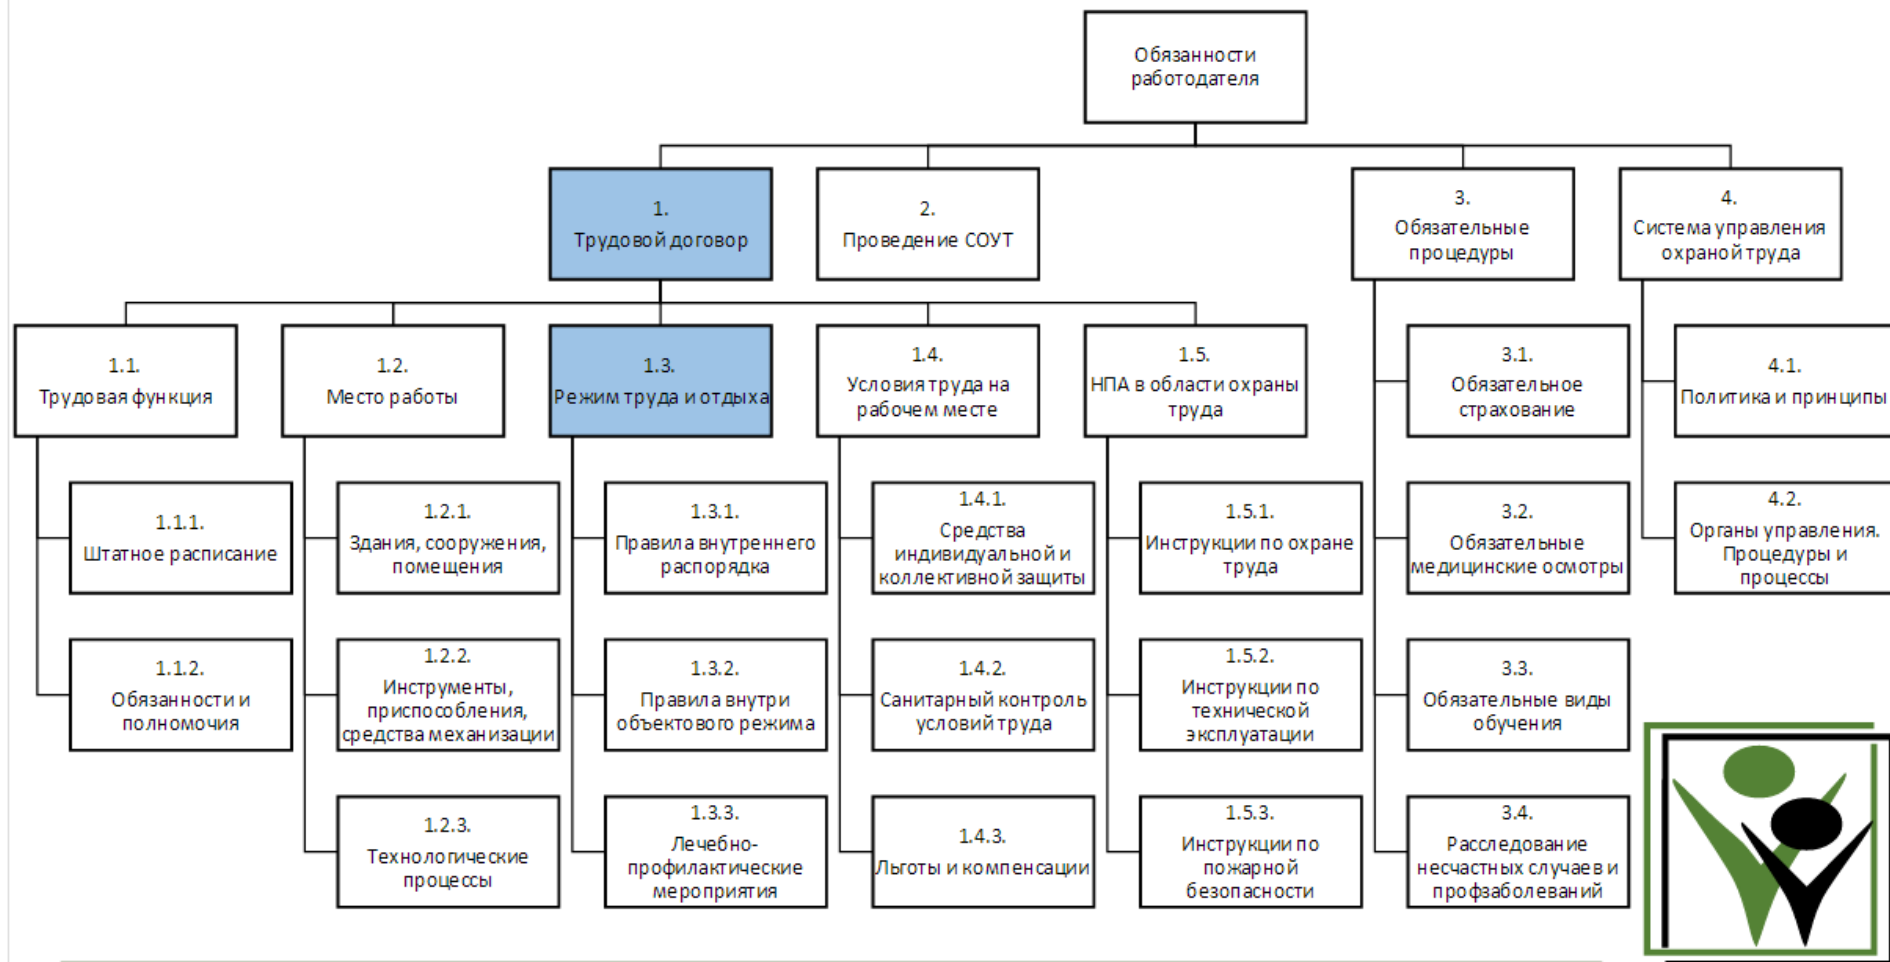 Обязанности
работодателя
1.
Трудовой договор
2.
Проведение СОУТ
3.
Обязательные
процедуры
4.
Система управления
охраной труда
1.1.
Трудовая функция
1.2.
Место работы
1.3.
Режим труда и отдыха
1.4.
Условия труда на
рабочем месте
1.5.
НПА в области охраны
труда
3.1.
Обязательное
страхование
4.1.
Политика и принципы
1.1.1.
Штатное расписание
1.2.1.
Здания, сооружения,
помещения
1.3.1.
Правила внутреннего
распорядка
1.4.1.
Средства
индивидуальной и
коллективной защиты
1.5.1.
Инструкции по охране
труда
3.2.
Обязательные
медицинские осмотры
4.2.
Органы управления.
Процедуры и
процессы
1.1.2.
Обязанности и
полномочия
1.2.2.
Инструменты,
приспособления,
средства механизации
1.3.2.
Правила внутри
объектового режима
1.4.2.
Санитарный контроль
условий труда
1.5.2.
Инструкции по
технической
эксплуатации
3.3.
Обязательные виды
обучения
1.2.3.
Технологические
процессы
1.3.3.
Лечебно-
профилактические
мероприятия
1.4.3.
Льготы и компенсации
1.5.3.
Инструкции по
пожарной
безопасности
3.4.
Расследование
несчастных случаев и
профзаболеваний